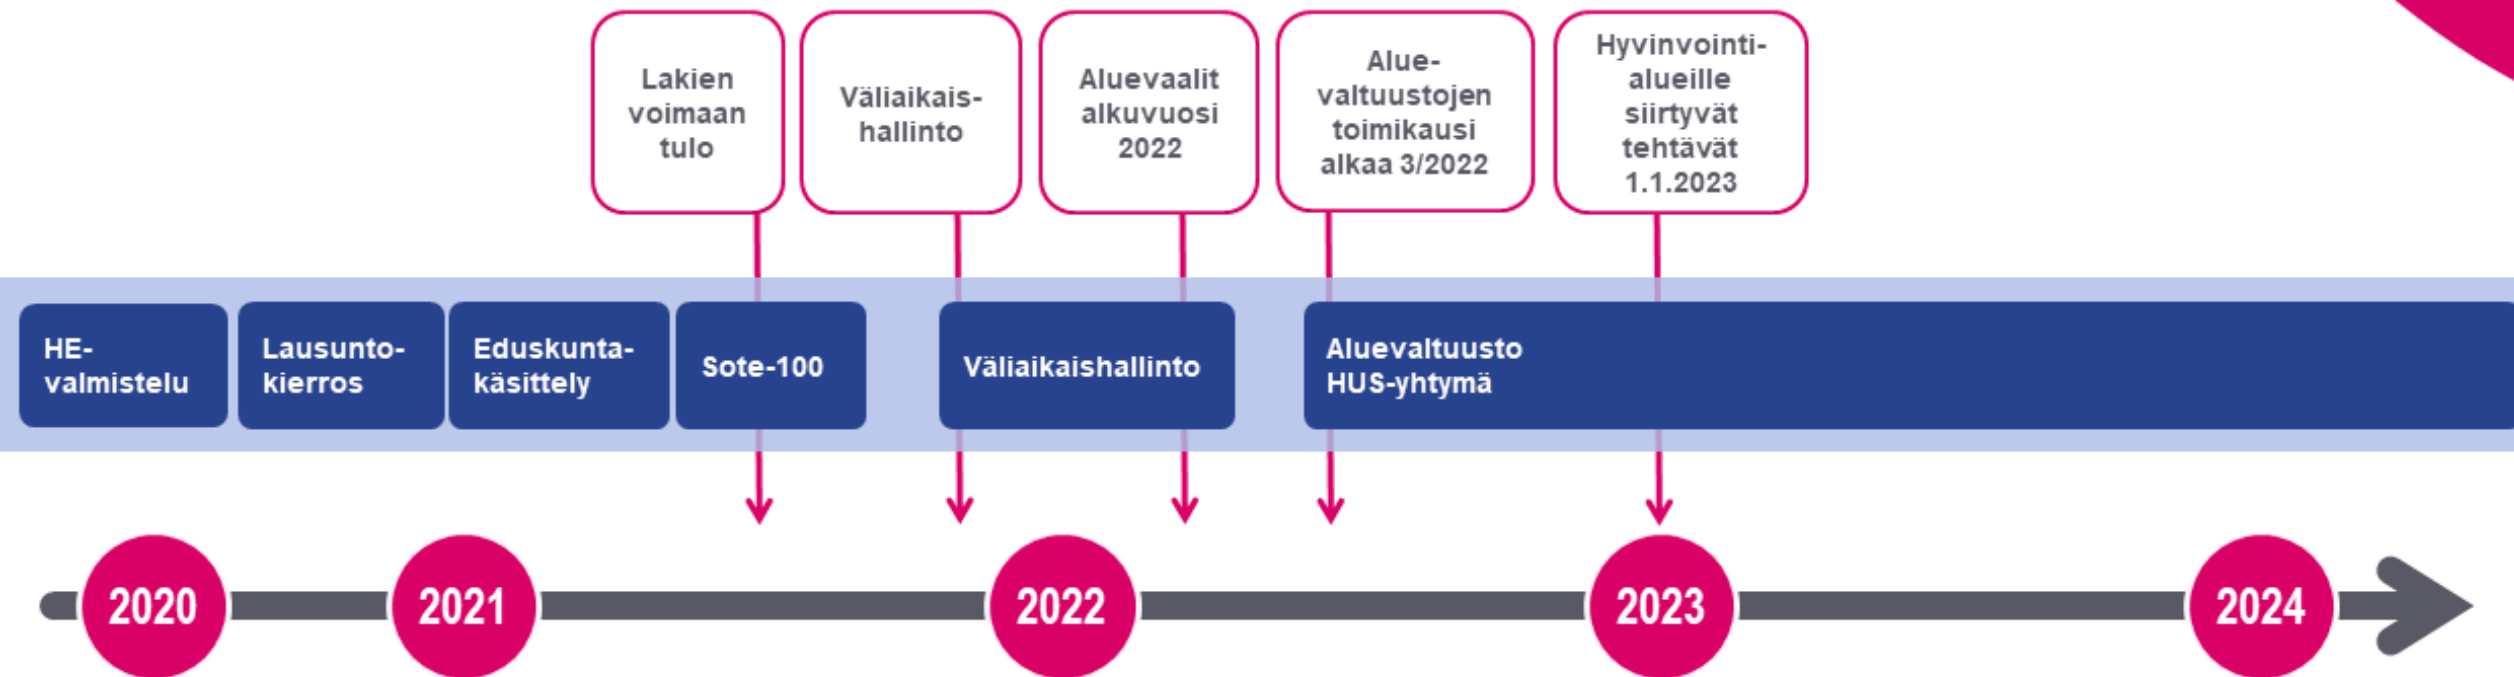 Lakien
voimaan
tulo
Väliaikais-
hallinto
Aluevaalit
alkuvuosi
2022
Alue-
valtuustojen
toimikausi
alkaa 3/2022
Hyvinvointi-
alueille
siirtyvät
tehtävät
1.1.2023
HE-
valmistelu
Lausunto-
kierros
Eduskunta-
käsittely
Sote-100
Väliaikaishallinto
Aluevaltuusto
HUS-yhtymä
2020
2021
2022
2023
2024